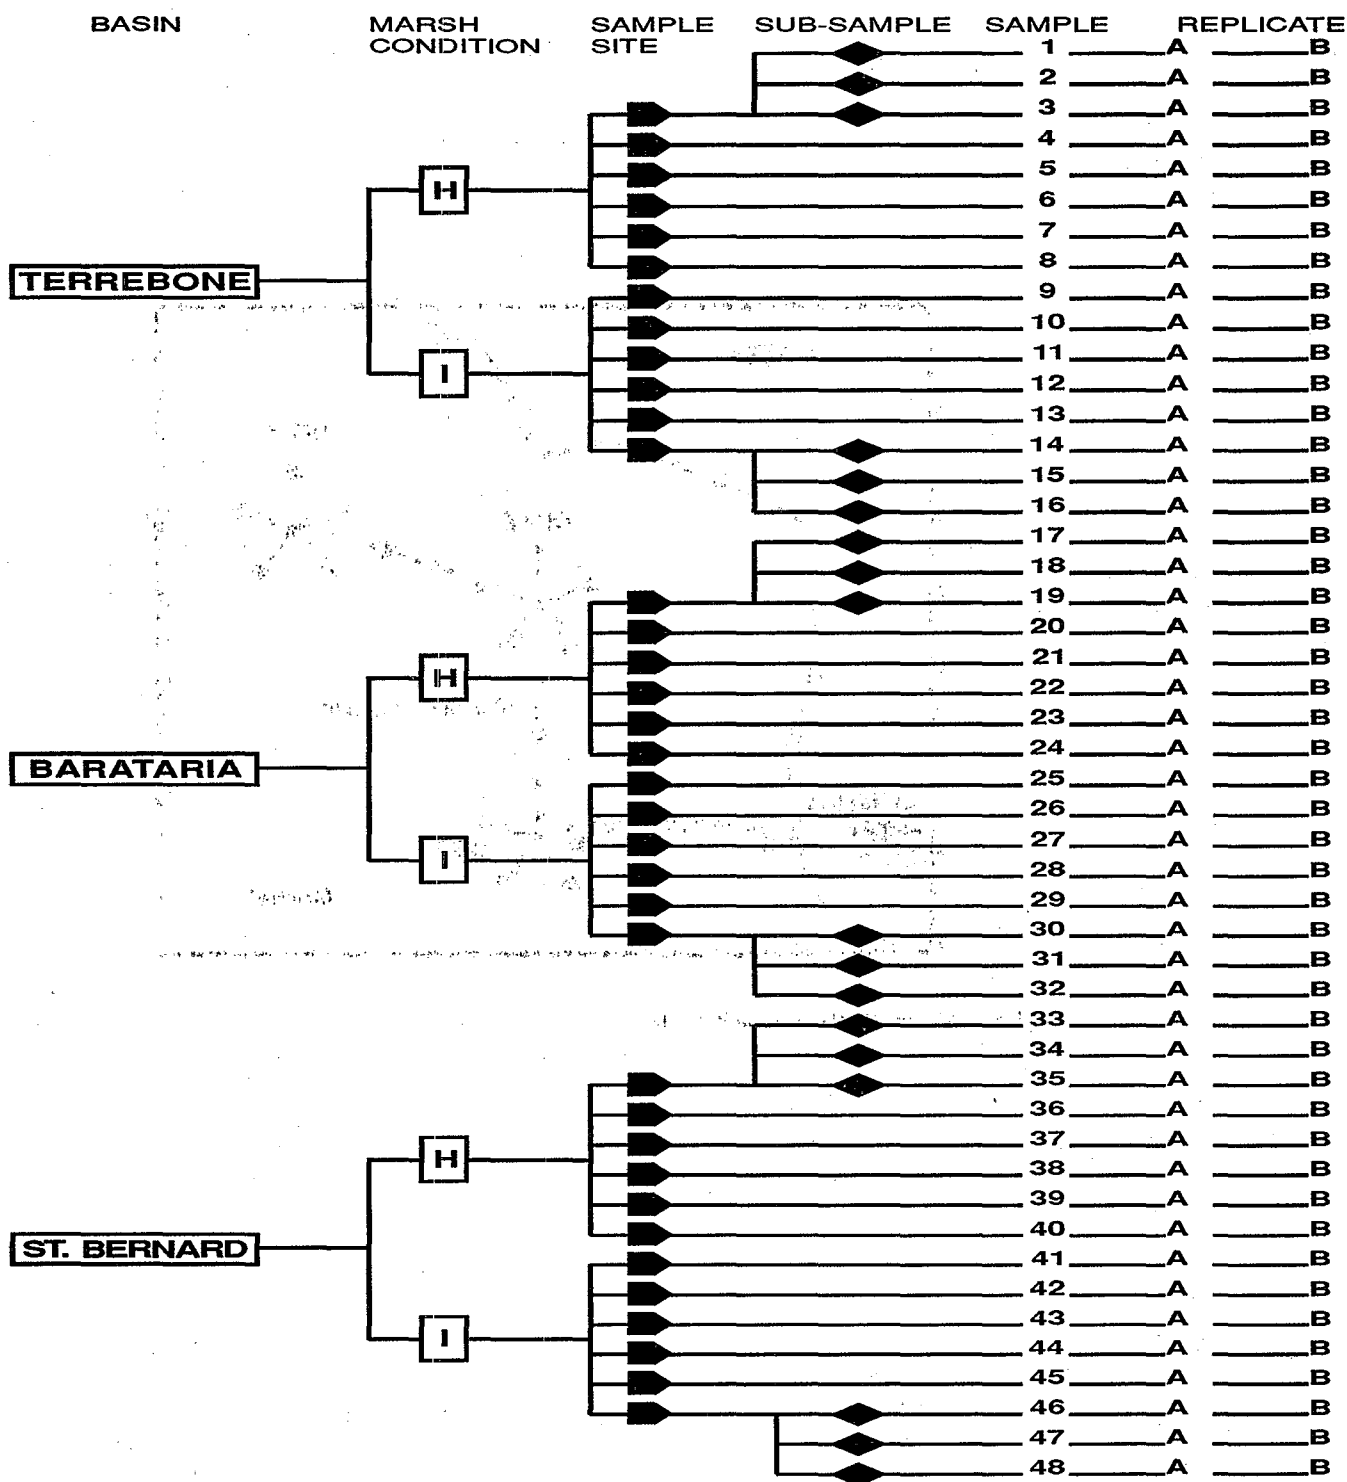 BASIN MARSH CONDITION SAMPLE SITE SUB-SAMPLE SAMPLE REPLICATE
1 A B
2 A B
3 A B
4 A B
5 A B
H
6 A B
7 A B
8 A B
TERREBONE
9 A B
10 A B
11 A B
I
12 A B
13 A B
14 A B
15 A B
16 A B
17 A B
18 A B
19 A B
20 A B
21 A B
H
22 A B
23 A B
24 A B
BARATARIA
25 A B
26 A B
27 A B
I
28 A B
29 A B
30 A B
31 A B
32 A B
33 A B
34 A B
35 A B
36 A B
37 A B
H
38 A B
39 A B
40 A B
ST. BERNARD
41 A B
42 A B
43 A B
I
44 A B
45 A B
46 A B
47 A B
48 A B